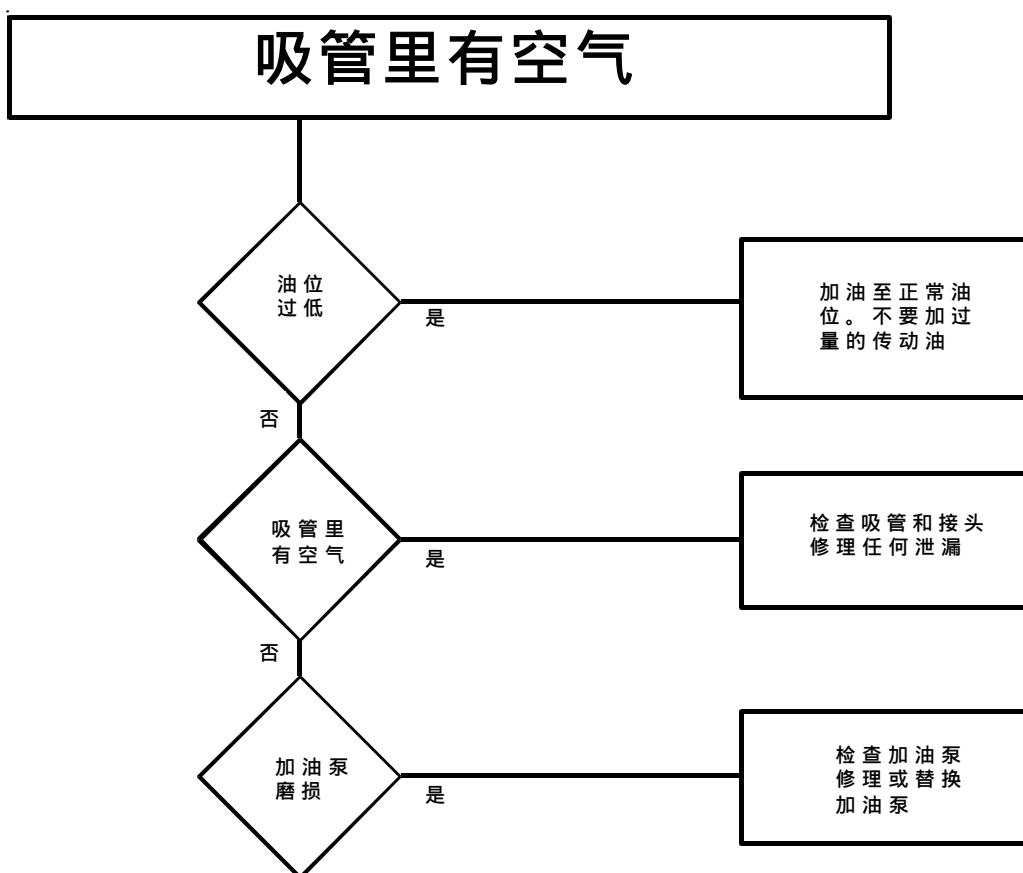 吸管里有空气
油位
过低
是
加油至正常油
位。不要加过
量的传动油
否
吸管里
有空气
是
检查吸管和接头
修理任何泄漏
否
加油泵
磨损
是
检查加油泵
修理或替换
加油泵